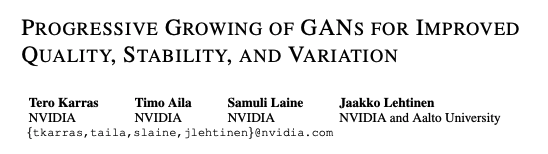 PROGRESSIVE GROWING OF GANS FOR IMPROVED
QUALITY, STABILITY, AND VARIATION
Tero Karras Timo Aila Samuli Laine Jaakko Lehtinen
NVIDIA NVIDIA NVIDIA NVIDIA and Aalto University
{tkarras,taila,slaine,jlehtinen}@nvidia.com